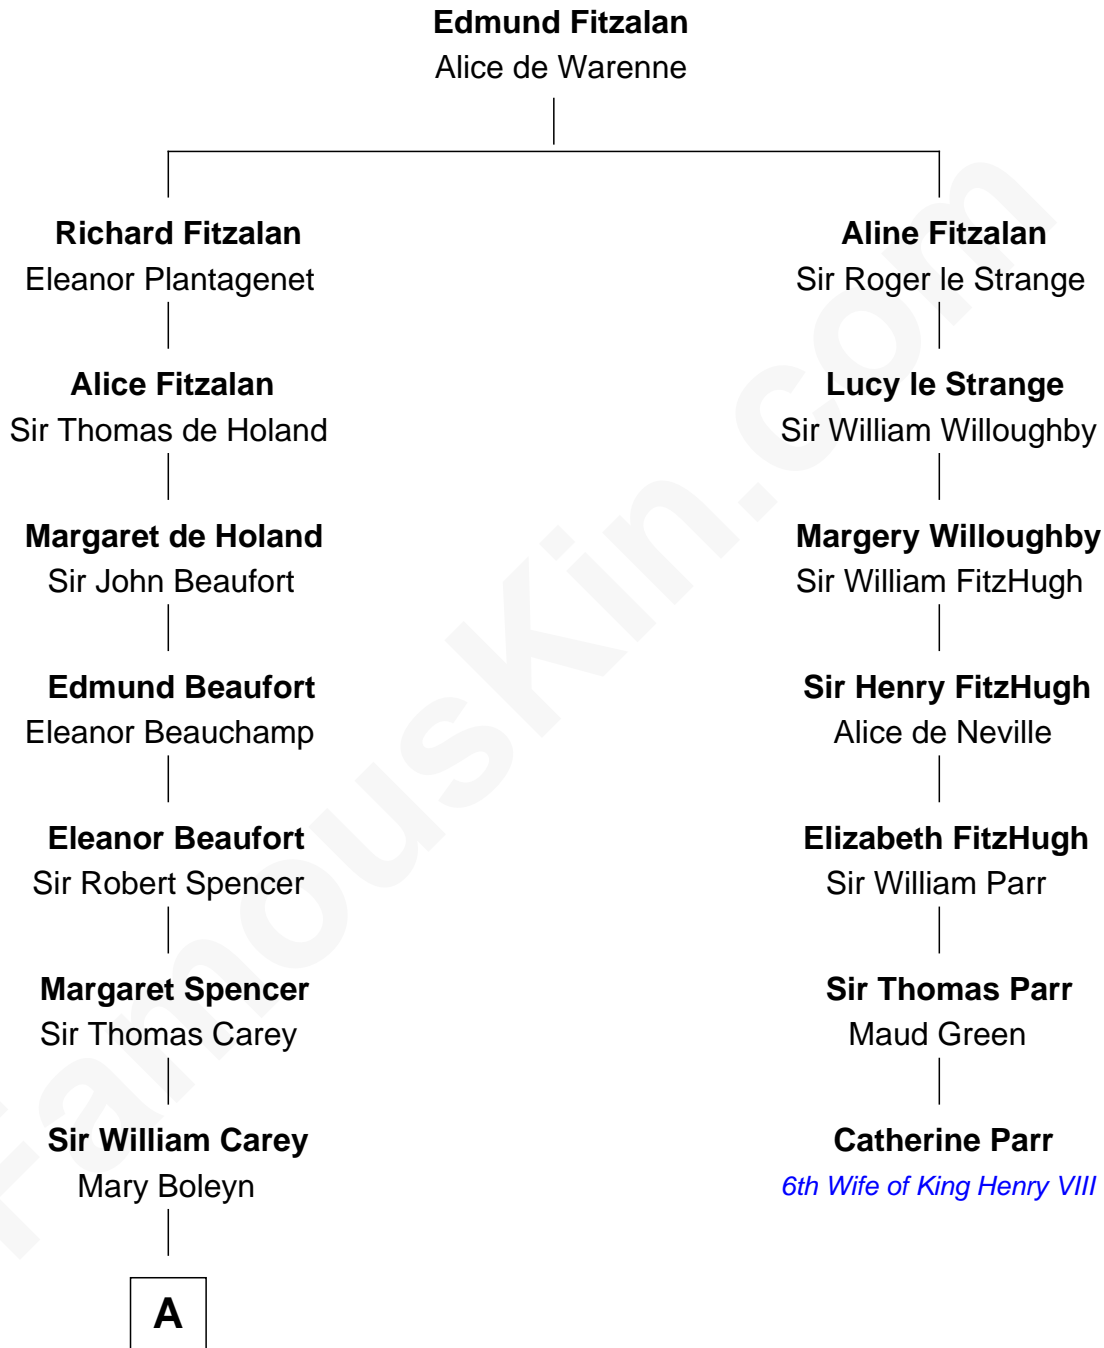 Edmund Fitzalan
Alice de Warenne
Richard Fitzalan
Eleanor Plantagenet
Aline Fitzalan
Sir Roger le Strange
Alice Fitzalan
Sir Thomas de Holand
Lucy le Strange
Sir William Willoughby
Margaret de Holand
Sir John Beaufort
Margery Willoughby
Sir William FitzHugh
Edmund Beaufort
Eleanor Beauchamp
Sir Henry FitzHugh
Alice de Neville
Eleanor Beaufort
Sir Robert Spencer
Elizabeth FitzHugh
Sir William Parr
Margaret Spencer
Sir Thomas Carey
Sir Thomas Parr
Maud Green
Sir William Carey
Mary Boleyn
Catherine Parr
6th Wife of King Henry VIII
A
FamousKin.com